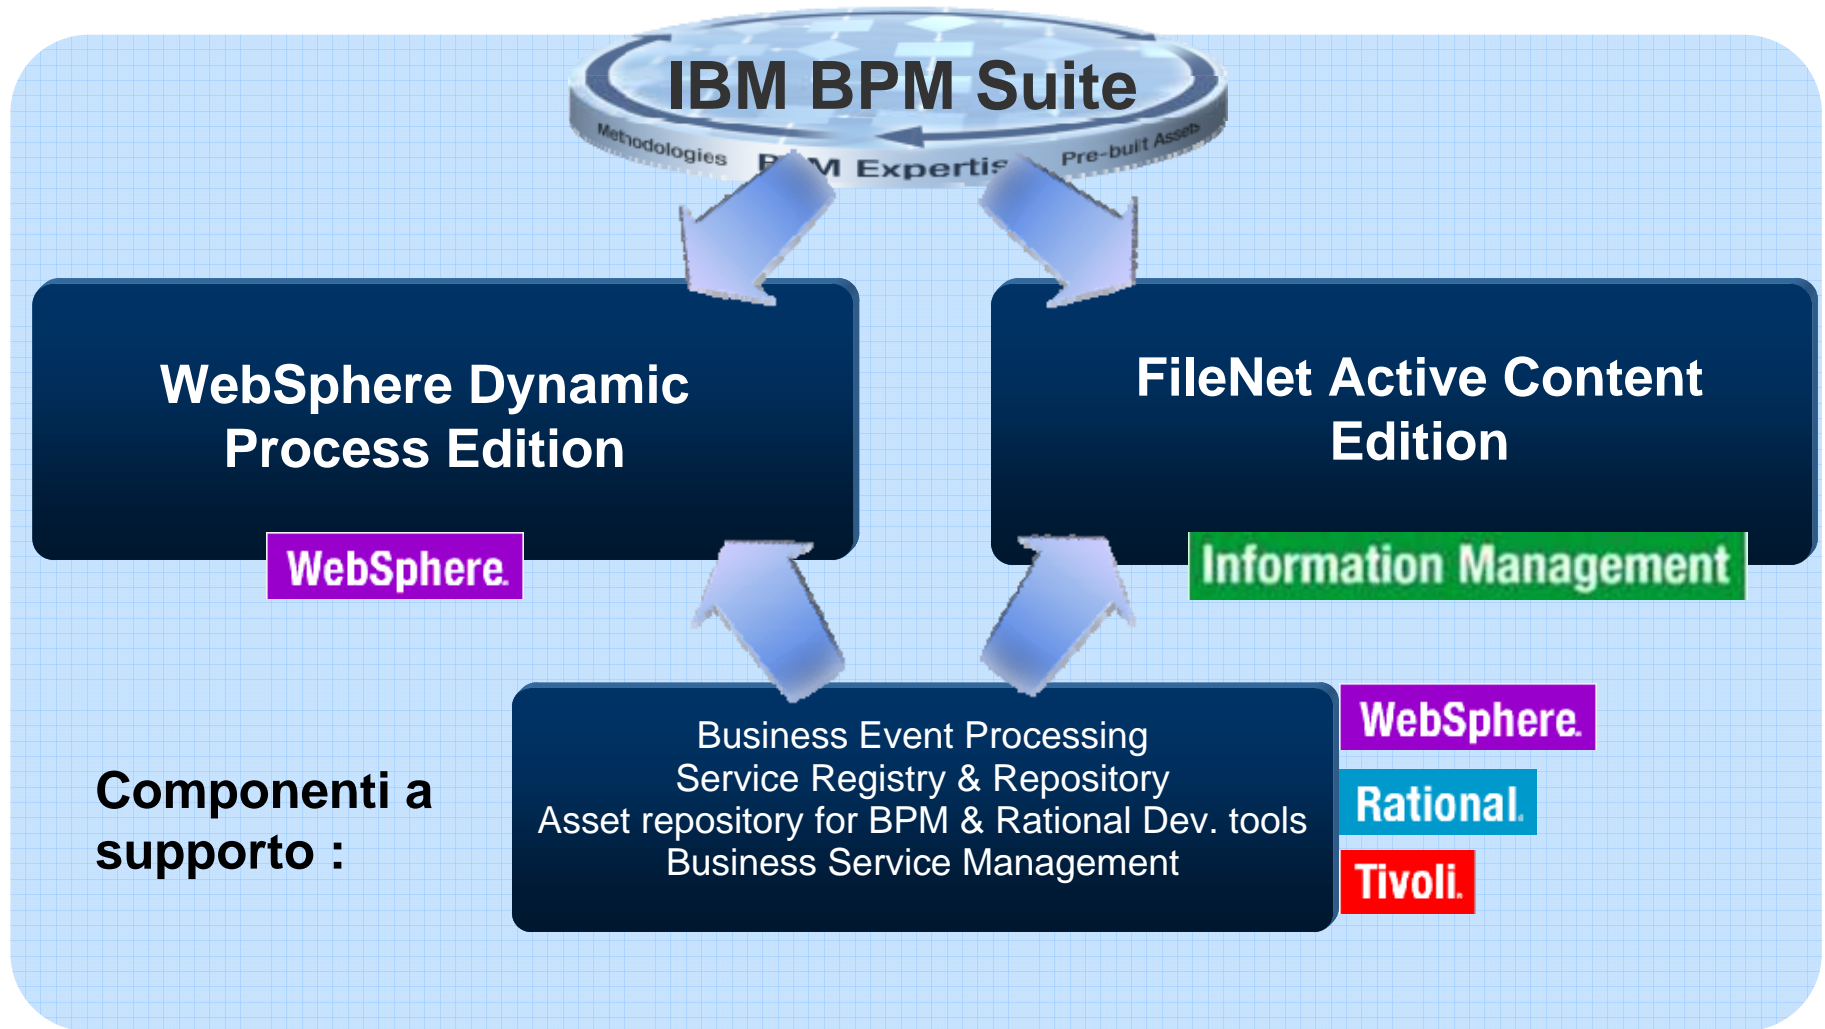 IBM BPM Suite
Methodologies
BPM Expertise
Pre-built Assets
WebSphere Dynamic
Process Edition
FileNet Active Content
Edition
WebSphere.
Information Management
Componenti a
supporto :
Business Event Processing
Service Registry & Repository
Asset repository for BPM & Rational Dev. tools
Business Service Management
WebSphere.
Rational.
Tivoli.